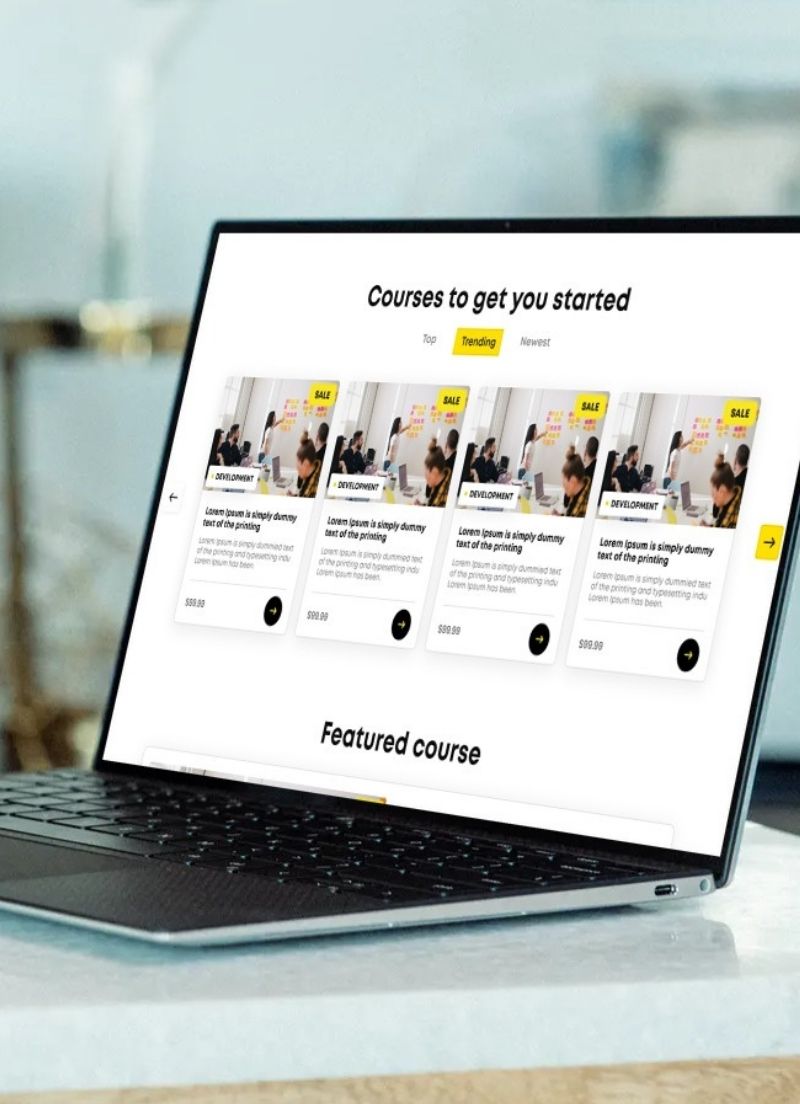 Courses to get you started
Top
Trending
Newest
SALE
DEVELOPMENT
Lorem Ipsum is simply dummy
text of the printing
Lorem Ipsum is simply dummied text
of the printing and typesetting indu
Lorem Ipsum has been.
$99.99
SALE
DEVELOPMENT
Lorem Ipsum is simply dummy
text of the printing
Lorem Ipsum is simply dummied text
of the printing and typesetting indu
Lorem Ipsum has been.
$99.99
SALE
DEVELOPMENT
Lorem Ipsum is simply dummy
text of the printing
Lorem Ipsum is simply dummied text
of the printing and typesetting indu
Lorem Ipsum has been.
$99.99
SALE
DEVELOPMENT
Lorem Ipsum is simply dummy
text of the printing
Lorem Ipsum is simply dummied text
of the printing and typesetting indu
Lorem Ipsum has been.
$99.99
Featured course